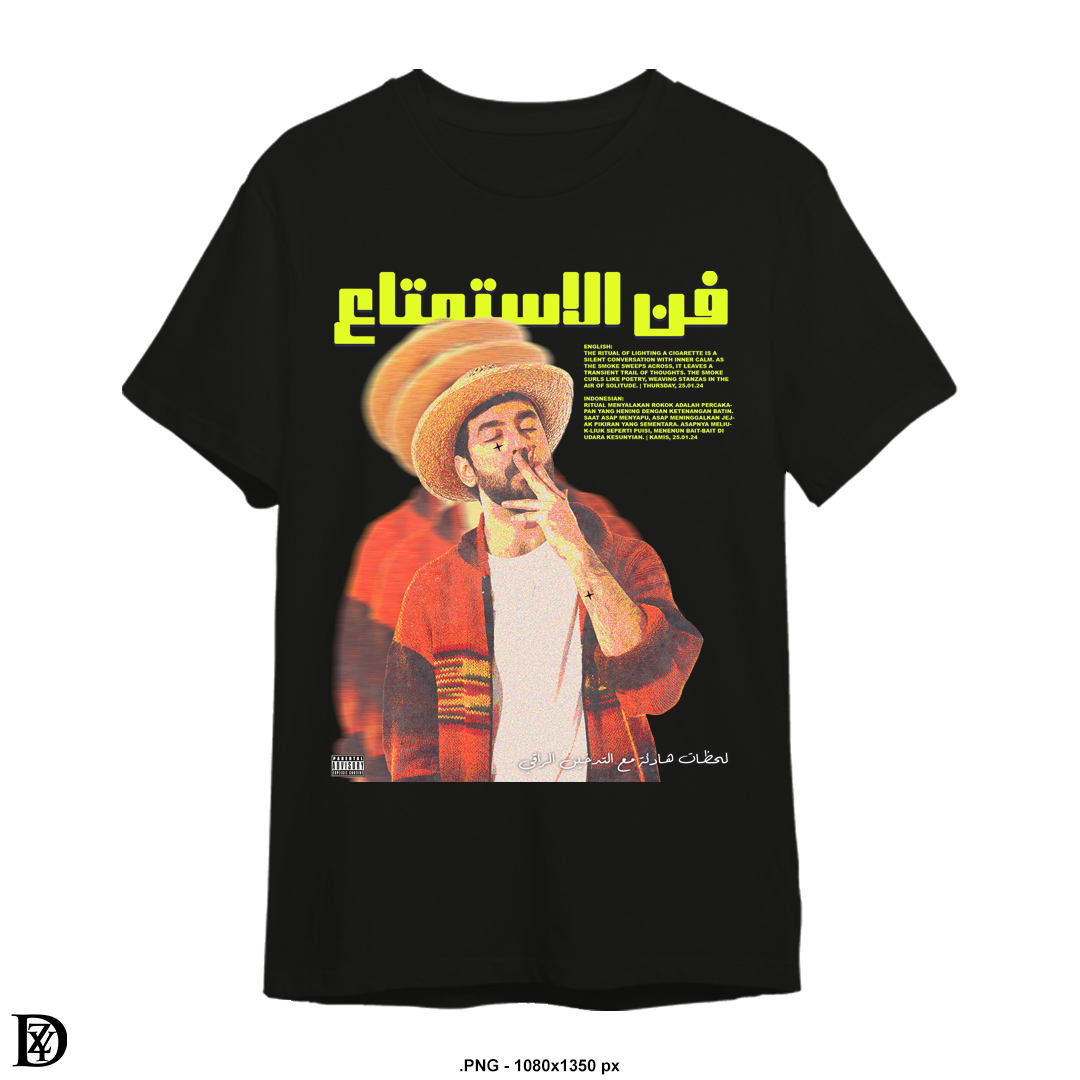 فن الاستمتاع
ENGLISH:
THE RITUAL OF LIGHTING A CIGARETTE IS A
SILENT CONVERSATION WITH INNER CALM. AS
THE SMOKE SWEEPS ACROSS, IT LEAVES A
TRANSIENT TRAIL OF THOUGHTS. THE SMOKE
CURLS LIKE POETRY, WEAVING STANZAS IN THE
AIR OF SOLITUDE. | THURSDAY, 25.01.24
INDONESIAN:
RITUAL MENYALAKAN ROKOK ADALAH PERCAKA-
PAN YANG HENING DENGAN KETENANGAN BATIN.
SAAT ASAP MENYAPU, ASAP MENINGGALKAN JEJ-
AK PIKIRAN YANG SEMENTARA. ASAPNYA MELIU-
K-LIUK SEPERTI PUISI, MENENUN BAIT-BAIT DI
UDARA KESUNYIAN. | KAMIS, 25.01.24
لحظات هادئة مع التدخين الراقي
PARENTAL
ADVISORY
EXPLICIT CONTENT
.PNG - 1080x1350 px